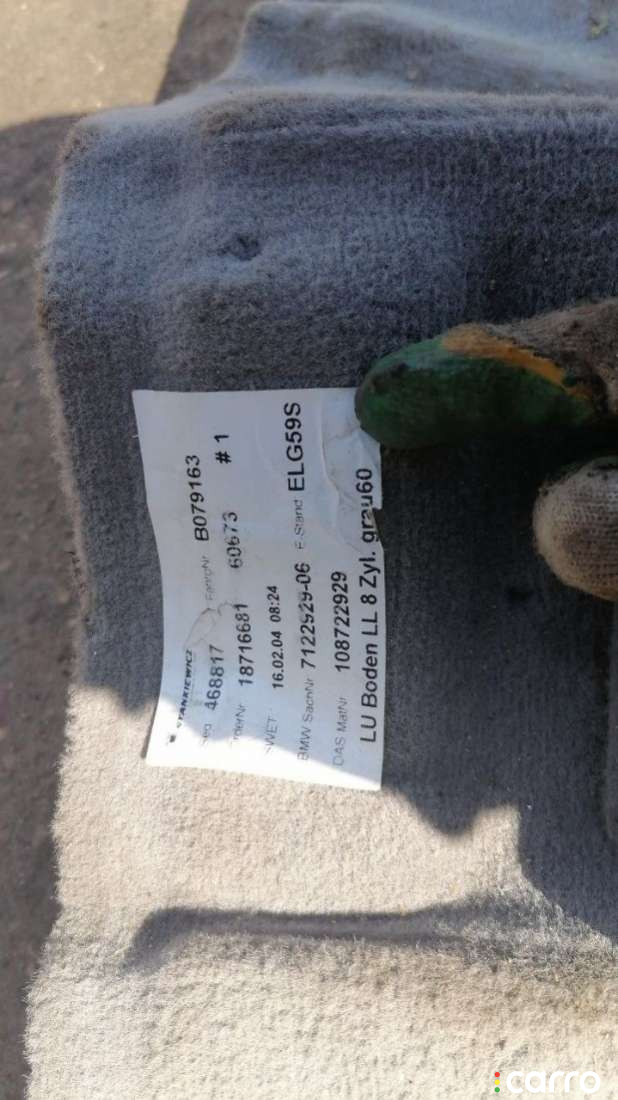 STANKIEWICZ
Seq 468817 FahrgNr B079163
OrderNr 18716681 60673 # 1
SWET: 16.02.04 08:24
BMW SachNr 7122929-06 E-Stand ELG59S
DAS MatNr 108722929
LU Boden LL 8 Zyl. grau60
carro